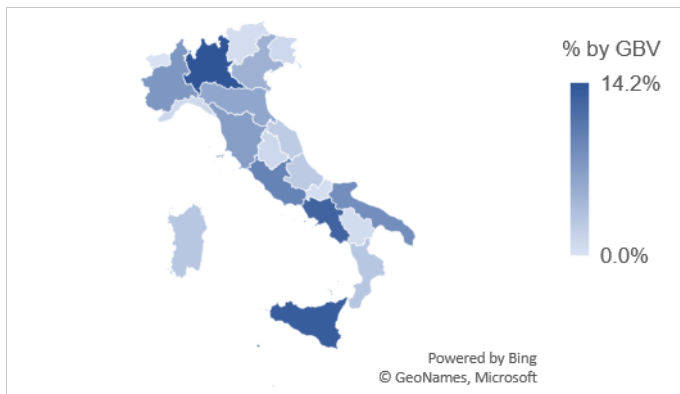 % by GBV
14.2%
0.0%
Powered by Bing
© GeoNames, Microsoft